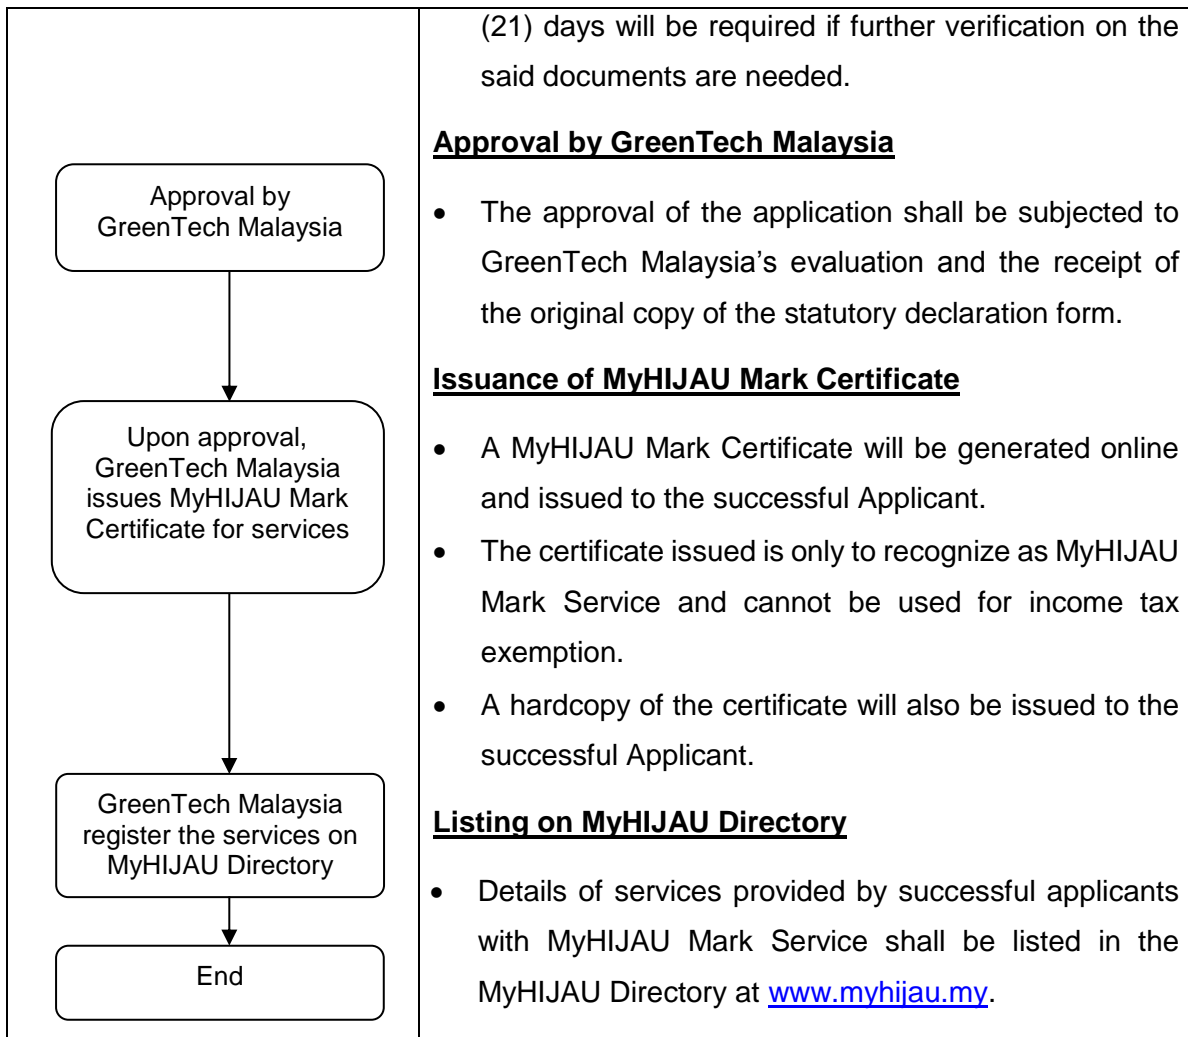 (21) days will be required if further verification on the
said documents are needed.
Approval by GreenTech Malaysia
Approval by
GreenTech Malaysia
• The approval of the application shall be subjected to
GreenTech Malaysia’s evaluation and the receipt of
the original copy of the statutory declaration form.
Issuance of MyHIJAU Mark Certificate
Upon approval,
GreenTech Malaysia
issues MyHIJAU Mark
Certificate for services
• A MyHIJAU Mark Certificate will be generated online
and issued to the successful Applicant.
• The certificate issued is only to recognize as MyHIJAU
Mark Service and cannot be used for income tax
exemption.
• A hardcopy of the certificate will also be issued to the
successful Applicant.
GreenTech Malaysia
register the services on
MyHIJAU Directory
Listing on MyHIJAU Directory
• Details of services provided by successful applicants
with MyHIJAU Mark Service shall be listed in the
MyHIJAU Directory at www.myhijau.my.
End